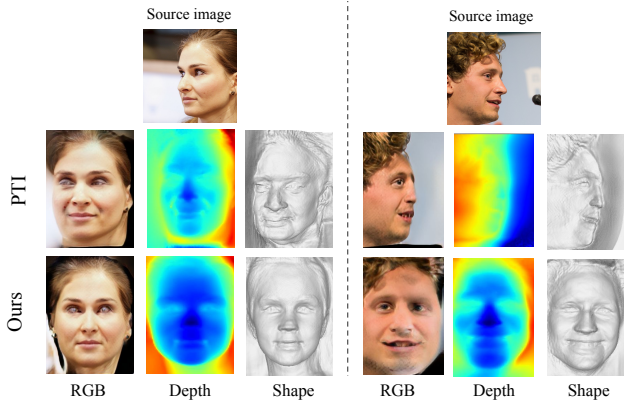 Source image
Source image
PTI
Ours
RGB
Depth
Shape
RGB
Depth
Shape